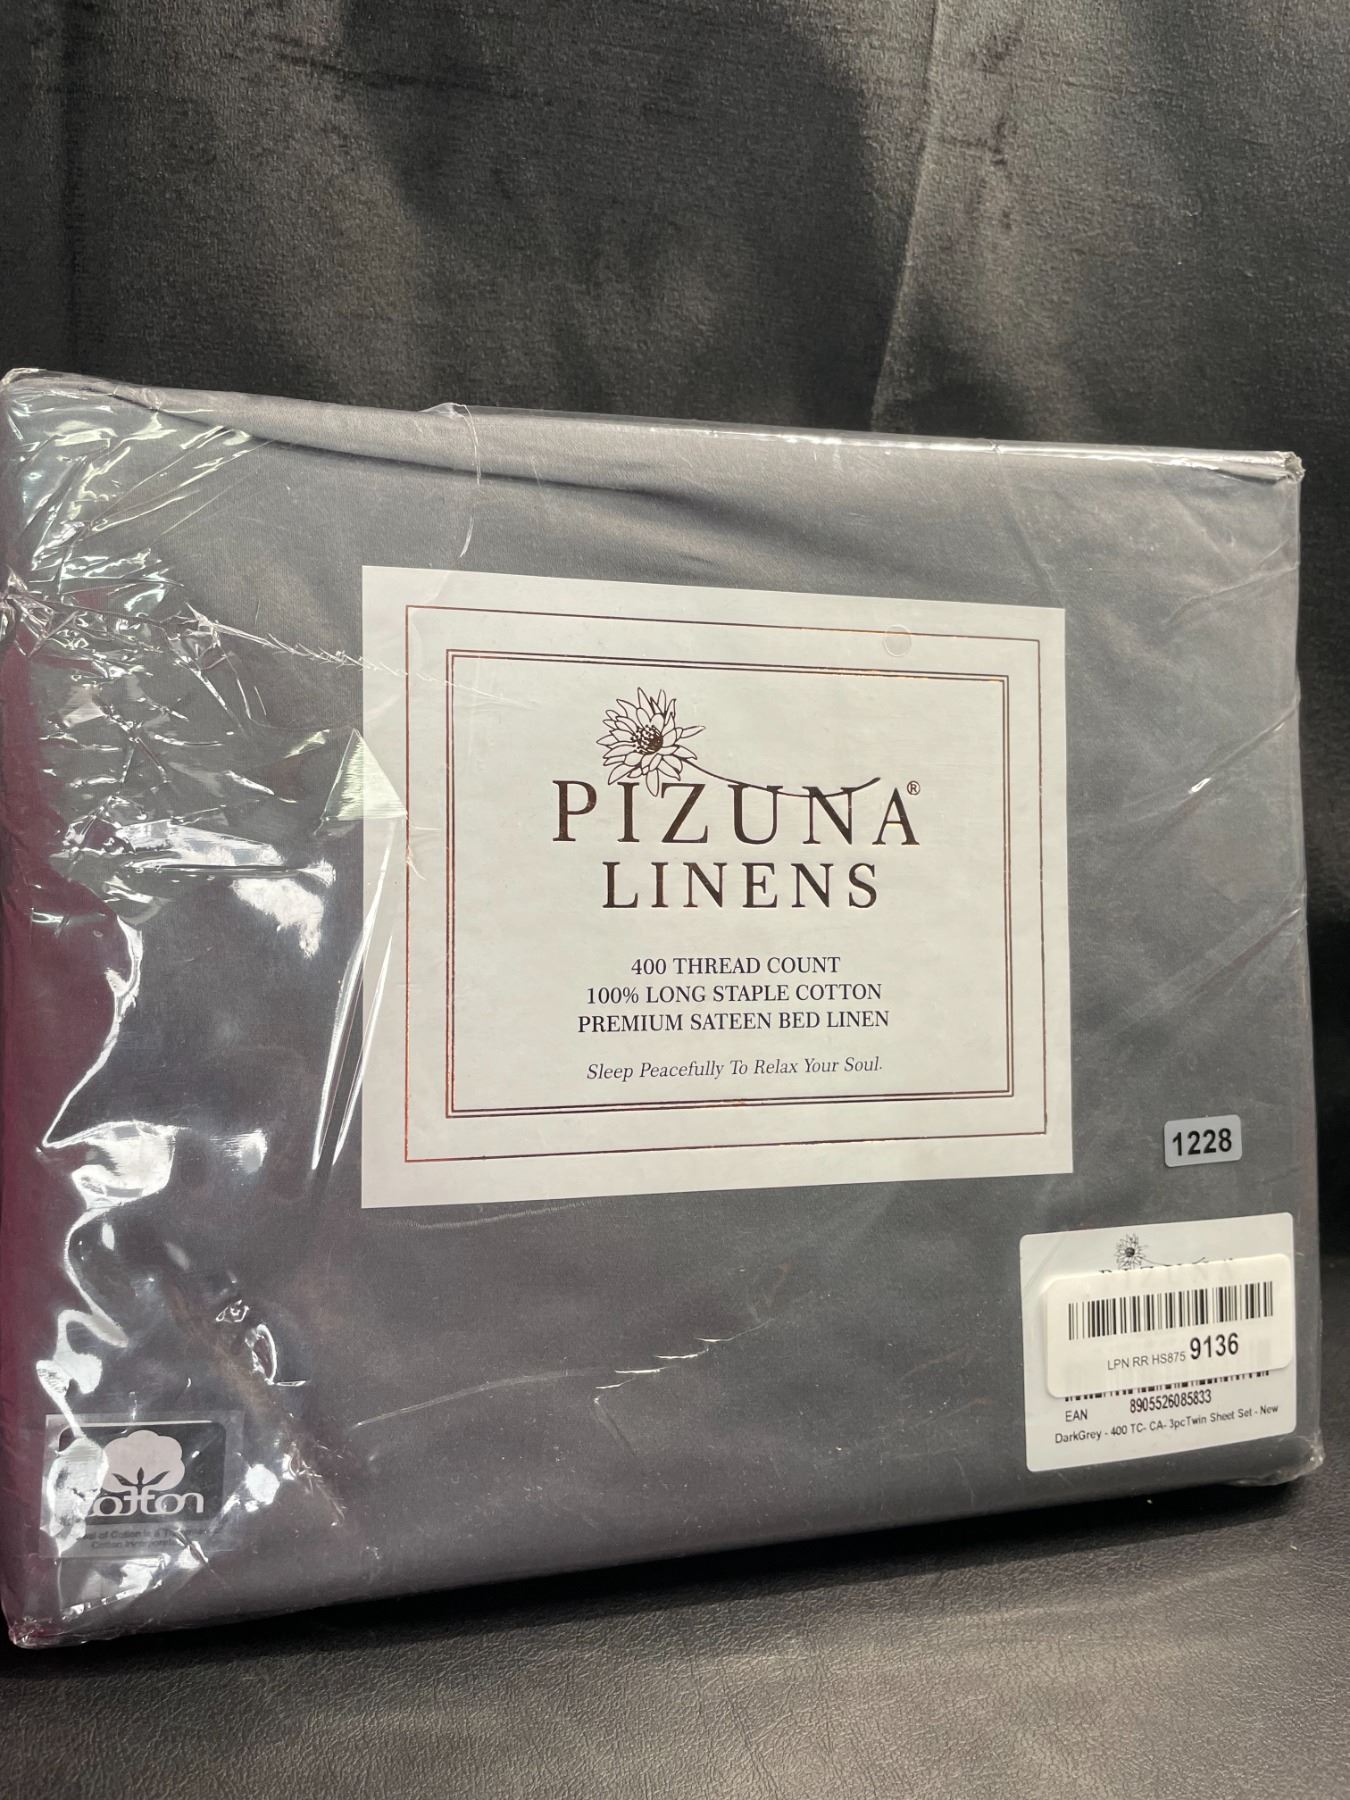 PIZUNA®
LINENS
400 THREAD COUNT
100% LONG STAPLE COTTON
PREMIUM SATEEN BED LINEN
Sleep Peacefully To Relax Your Soul.
1228
LPN RR HS875 9136
EAN 8905526085833
DarkGrey - 400 TC- CA- 3pcTwin Sheet Set - New
cotton